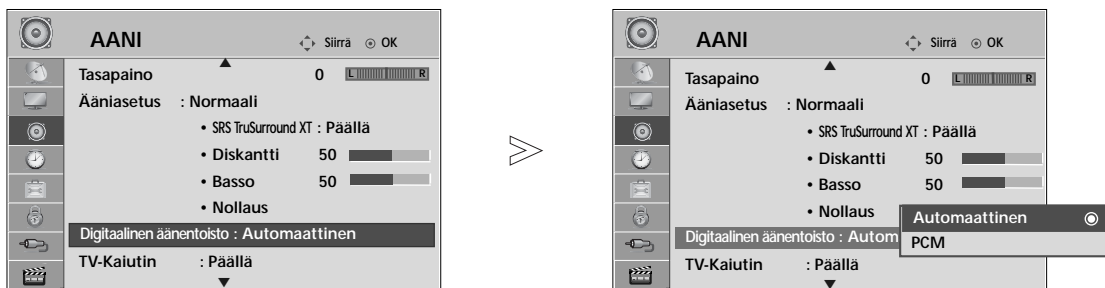 AANI Siirrä OK
Tasapaino 0 L R
Ääniasetus : Normaali
• SRS TruSurround XT : Päällä
• Diskantti 50
• Basso 50
• Nollaus
Digitaalinen äänentoisto : Automaattinen
TV-Kaiutin : Päällä
AANI Siirrä OK
Tasapaino 0 L R
Ääniasetus : Normaali
• SRS TruSurround XT : Päällä
• Diskantti 50
• Basso 50
• Nollaus
Digitaalinen äänentoisto : Autom
TV-Kaiutin : Päällä
Automaattinen
PCM